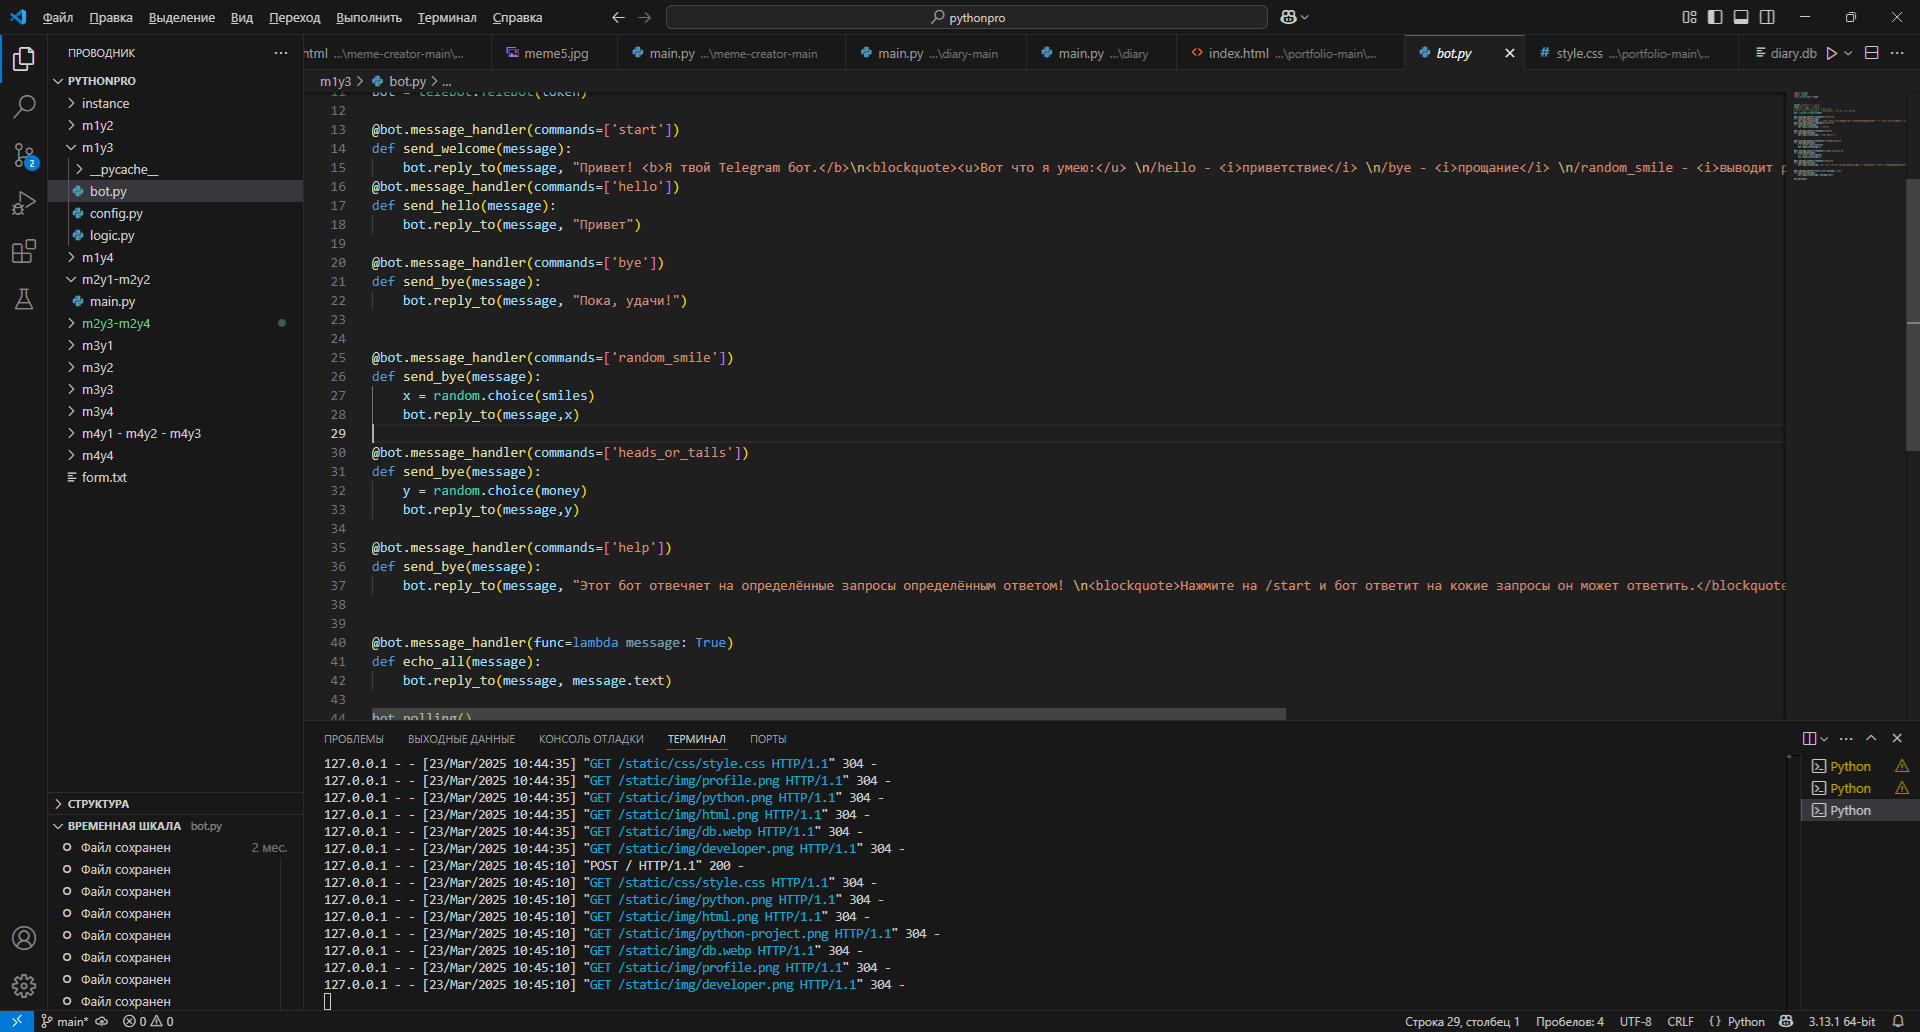 Файл Правка Выделение Вид Переход Выполнить Терминал Справка
pythonpro
ПРОВОДНИК
html ...\meme-creator-main\... meme5.jpg main.py ...\meme-creator-main main.py ...\diary-main main.py ...\diary index.html ...\portfolio-main\... bot.py style.css ...\portfolio-main\... diary.db
m1y3 > bot.py > ...
PYTHONPRO
instance
m1y2
m1y3
__pycache__
bot.py
config.py
logic.py
m1y4
m2y1-m2y2
main.py
m2y3-m2y4
m3y1
m3y2
m3y3
m3y4
m4y1 - m4y2 - m4y3
m4y4
form.txt
СТРУКТУРА
ВРЕМЕННАЯ ШКАЛА bot.py
Файл сохранен 2 мес.
Файл сохранен
Файл сохранен
Файл сохранен
Файл сохранен
Файл сохранен
Файл сохранен
Файл сохранен
11 bot = telebot.TeleBot(token)
12
13 @bot.message_handler(commands=['start'])
14 def send_welcome(message):
15 bot.reply_to(message, "Привет! <b>Я твой Telegram бот.</b>\n<blockquote><u>Вот что я умею:</u> \n/hello - <i>приветствие</i> \n/bye - <i>прощание</i> \n/random_smile - <i>выводит р
16 @bot.message_handler(commands=['hello'])
17 def send_hello(message):
18 bot.reply_to(message, "Привет")
19
20 @bot.message_handler(commands=['bye'])
21 def send_bye(message):
22 bot.reply_to(message, "Пока, удачи!")
23
24
25 @bot.message_handler(commands=['random_smile'])
26 def send_bye(message):
27 x = random.choice(smiles)
28 bot.reply_to(message,x)
29
30 @bot.message_handler(commands=['heads_or_tails'])
31 def send_bye(message):
32 y = random.choice(money)
33 bot.reply_to(message,y)
34
35 @bot.message_handler(commands=['help'])
36 def send_bye(message):
37 bot.reply_to(message, "Этот бот отвечяет на определённые запросы определённым ответом! \n<blockquote>Нажмите на /start и бот ответит на кокие запросы он может ответить.</blockquote
38
39
40 @bot.message_handler(func=lambda message: True)
41 def echo_all(message):
42 bot.reply_to(message, message.text)
43
44 bot.polling()
ПРОБЛЕМЫ ВЫХОДНЫЕ ДАННЫЕ КОНСОЛЬ ОТЛАДКИ ТЕРМИНАЛ ПОРТЫ
127.0.0.1 - - [23/Mar/2025 10:44:35] "GET /static/css/style.css HTTP/1.1" 304 -
127.0.0.1 - - [23/Mar/2025 10:44:35] "GET /static/img/profile.png HTTP/1.1" 304 -
127.0.0.1 - - [23/Mar/2025 10:44:35] "GET /static/img/python.png HTTP/1.1" 304 -
127.0.0.1 - - [23/Mar/2025 10:44:35] "GET /static/img/html.png HTTP/1.1" 304 -
127.0.0.1 - - [23/Mar/2025 10:44:35] "GET /static/img/db.webp HTTP/1.1" 304 -
127.0.0.1 - - [23/Mar/2025 10:44:35] "GET /static/img/developer.png HTTP/1.1" 304 -
127.0.0.1 - - [23/Mar/2025 10:45:10] "POST / HTTP/1.1" 200 -
127.0.0.1 - - [23/Mar/2025 10:45:10] "GET /static/css/style.css HTTP/1.1" 304 -
127.0.0.1 - - [23/Mar/2025 10:45:10] "GET /static/img/python.png HTTP/1.1" 304 -
127.0.0.1 - - [23/Mar/2025 10:45:10] "GET /static/img/html.png HTTP/1.1" 304 -
127.0.0.1 - - [23/Mar/2025 10:45:10] "GET /static/img/python-project.png HTTP/1.1" 304 -
127.0.0.1 - - [23/Mar/2025 10:45:10] "GET /static/img/db.webp HTTP/1.1" 304 -
127.0.0.1 - - [23/Mar/2025 10:45:10] "GET /static/img/profile.png HTTP/1.1" 304 -
127.0.0.1 - - [23/Mar/2025 10:45:10] "GET /static/img/developer.png HTTP/1.1" 304 -
Python
Python
Python
2
main* 0 0 Строка 29, столбец 1 Пробелов: 4 UTF-8 CRLF {} Python 3.13.1 64-bit